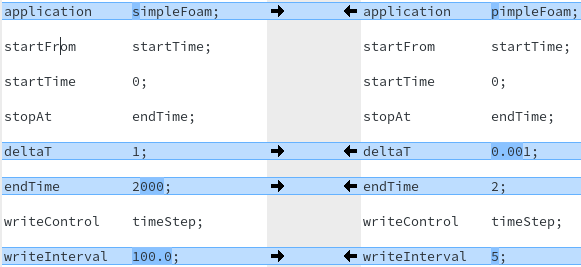 application     simpleFoam;     application     pimpleFoam;
startFrom       startTime;      startFrom       startTime;
startTime       0;              startTime       0;
stopAt          endTime;        stopAt          endTime;
deltaT          1;              deltaT          0.001;
endTime         2000;           endTime         2;
writeControl    timeStep;       writeControl    timeStep;
writeInterval   100.0;          writeInterval   5;